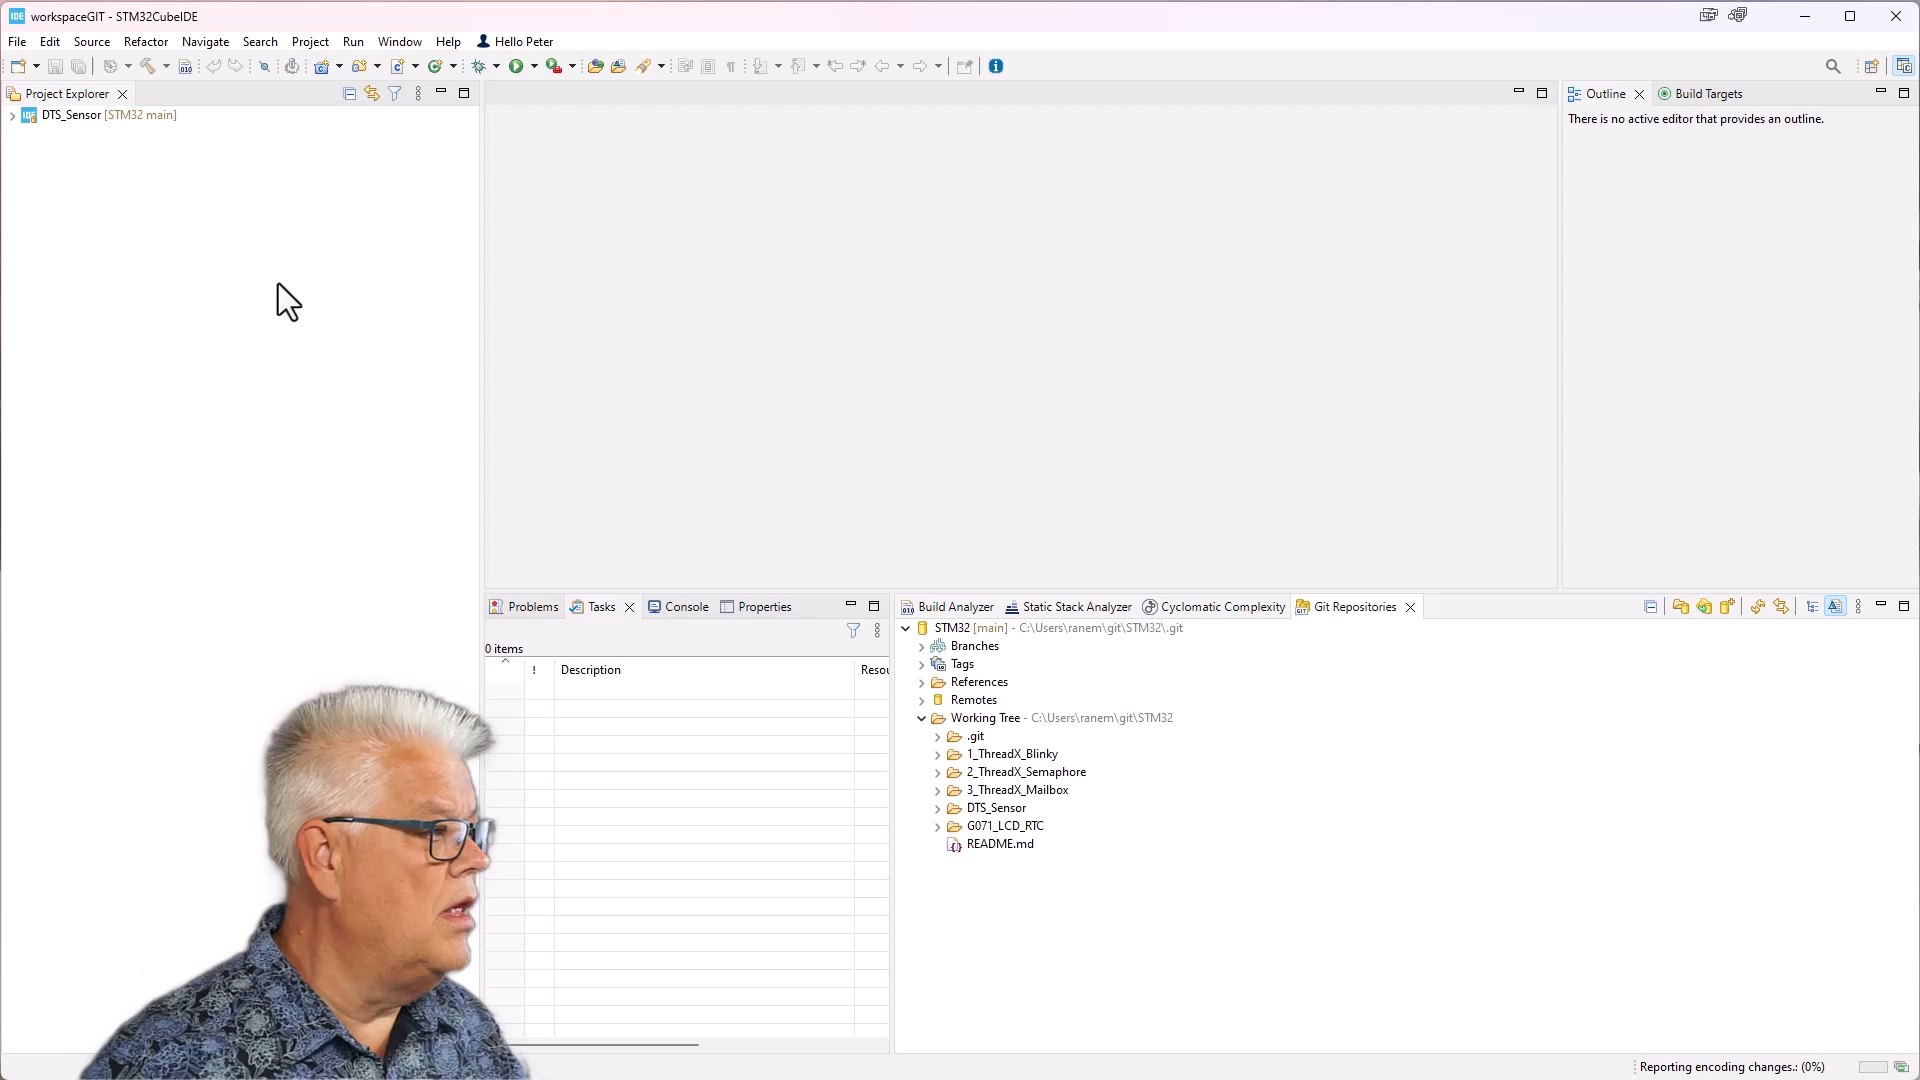 IDE workspaceGIT - STM32CubeIDE
File Edit Source Refactor Navigate Search Project Run Window Help Hello Peter
Project Explorer
DTS_Sensor [STM32 main]
Outline Build Targets
There is no active editor that provides an outline.
Problems Tasks Console Properties
0 items
! Description Resou
Build Analyzer Static Stack Analyzer Cyclomatic Complexity Git Repositories
STM32 [main] - C:\Users\ranem\git\STM32\.git
Branches
Tags
References
Remotes
Working Tree - C:\Users\ranem\git\STM32
.git
1_ThreadX_Blinky
2_ThreadX_Semaphore
3_ThreadX_Mailbox
DTS_Sensor
G071_LCD_RTC
README.md
Reporting encoding changes.: (0%)